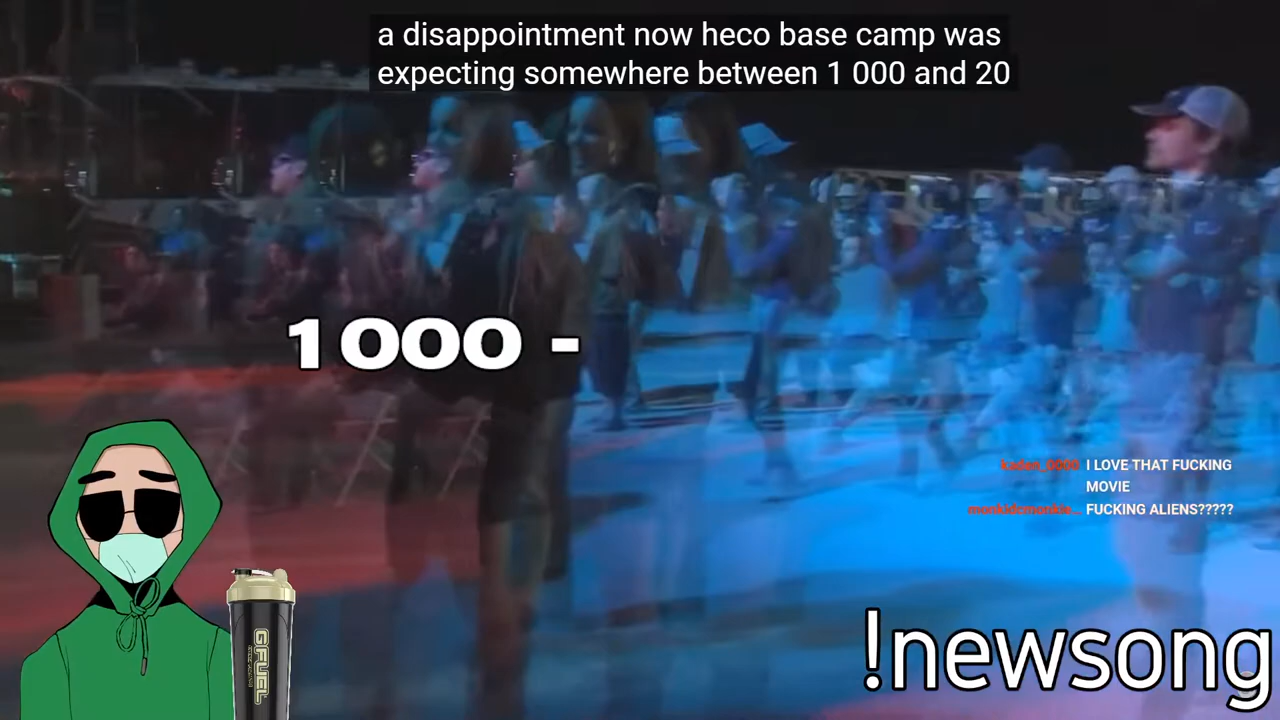 a disappointment now heco base camp was
expecting somewhere between 1 000 and 20
1000 -
I LOVE THAT FUCKING
MOVIE
FUCKING ALIENS?????
GFUEL
!newsong